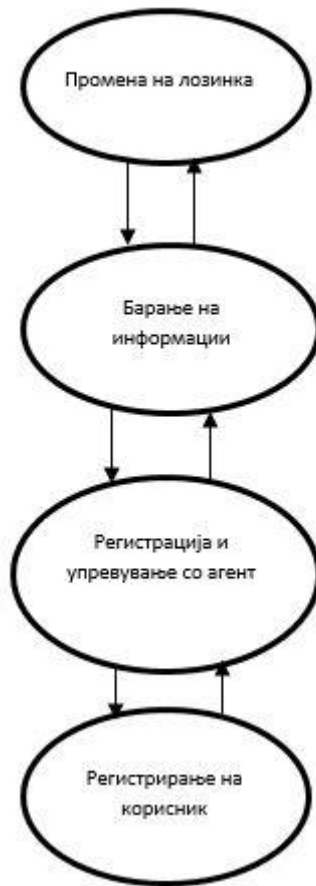 Промена на лозинка
Барање на
информации
Регистрација и
упревување со агент
Регистрирање на
корисник